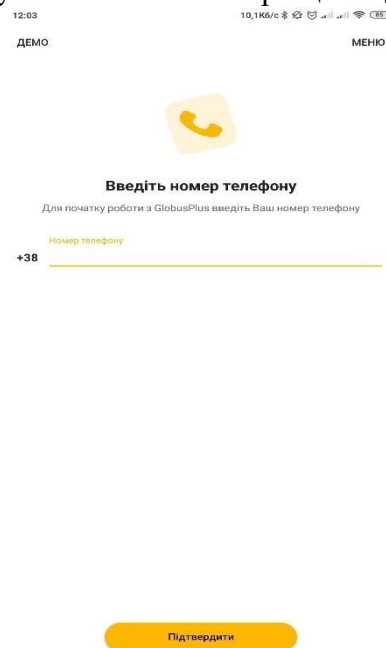 12:03 10,1Кб/с 65
ДЕМО МЕНЮ
Введіть номер телефону
Для початку роботи з GlobusPlus введіть Ваш номер телефону
Номер телефону
+38
Підтвердити